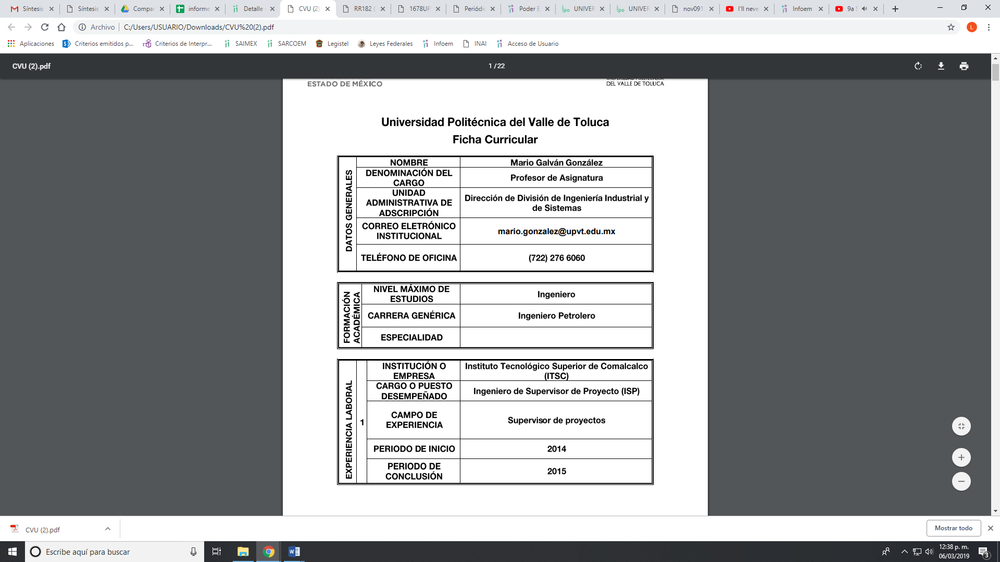 Síntesis
Síntesis
Compar
informe
Detalle
CVU (2)
RR182 (
1678UP
Periódic
Poder E
UNIVER
UNIVER
nov091
I'll neve
Infoem
9a S
Archivo | C:/Users/USUARIO/Downloads/CVU%20(2).pdf
L
Aplicaciones
Criterios emitidos p...
Criterios de Interpr...
SAIMEX
SARCOEM
Legistel
Leyes Federales
Infoem
INAI
Acceso de Usuario
CVU (2).pdf
1 / 22
ESTADO DE MÉXICO
UNIVERSIDAD POLITÉCNICA
DEL VALLE DE TOLUCA
Universidad Politécnica del Valle de Toluca
Ficha Curricular
DATOS GENERALES
NOMBRE
Mario Galván González
DENOMINACIÓN DEL
CARGO
Profesor de Asignatura
UNIDAD
ADMINISTRATIVA DE
ADSCRIPCIÓN
Dirección de División de Ingeniería Industrial y
de Sistemas
CORREO ELETRÓNICO
INSTITUCIONAL
mario.gonzalez@upvt.edu.mx
TELÉFONO DE OFICINA
(722) 276 6060
FORMACIÓN
ACADÉMICA
NIVEL MÁXIMO DE
ESTUDIOS
Ingeniero
CARRERA GENÉRICA
Ingeniero Petrolero
ESPECIALIDAD
EXPERIENCIA LABORAL
1
INSTITUCIÓN O
EMPRESA
Instituto Tecnológico Superior de Comalcalco
(ITSC)
CARGO O PUESTO
DESEMPEÑADO
Ingeniero de Supervisor de Proyecto (ISP)
CAMPO DE
EXPERIENCIA
Supervisor de proyectos
PERIODO DE INICIO
2014
PERIODO DE
CONCLUSIÓN
2015
CVU (2).pdf
Mostrar todo
Escribe aquí para buscar
12:38 p. m.
06/03/2019
3